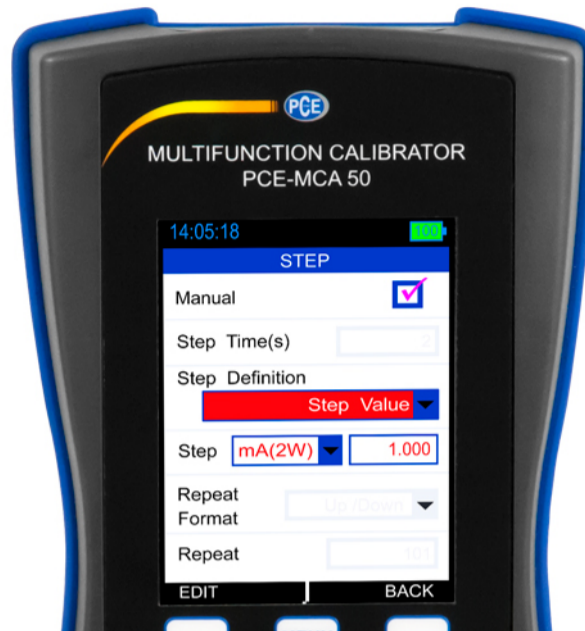 PCE
MULTIFUNCTION CALIBRATOR
PCE-MCA 50
14:05:18 100
STEP
Manual
Step Time(s) 2
Step Definition
Step Value
Step mA(2W) 1.000
Repeat
Format Up/Down
Repeat 101
EDIT BACK